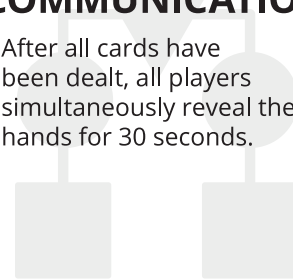 COMMUNICATIO
After all cards have
been dealt, all players
simultaneously reveal the
hands for 30 seconds.